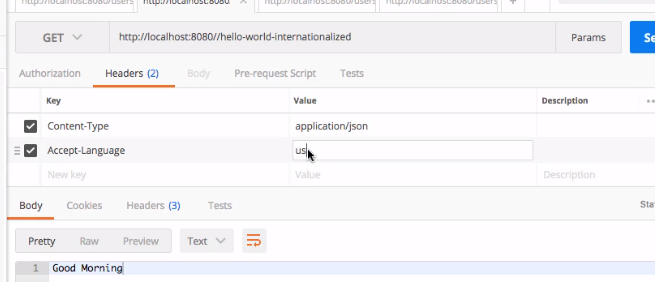 http://localhost:8080/users http://localhost:8080. http://localhost:8080/users http://localhost:8080/users +
GET http://localhost:8080//hello-world-internationalized Params
Authorization Headers (2) Body Pre-request Script Tests
Key Value Description
Content-Type application/json
Accept-Language us
New key Value Description
Body Cookies Headers (3) Tests
Pretty Raw Preview Text
1 Good Morning